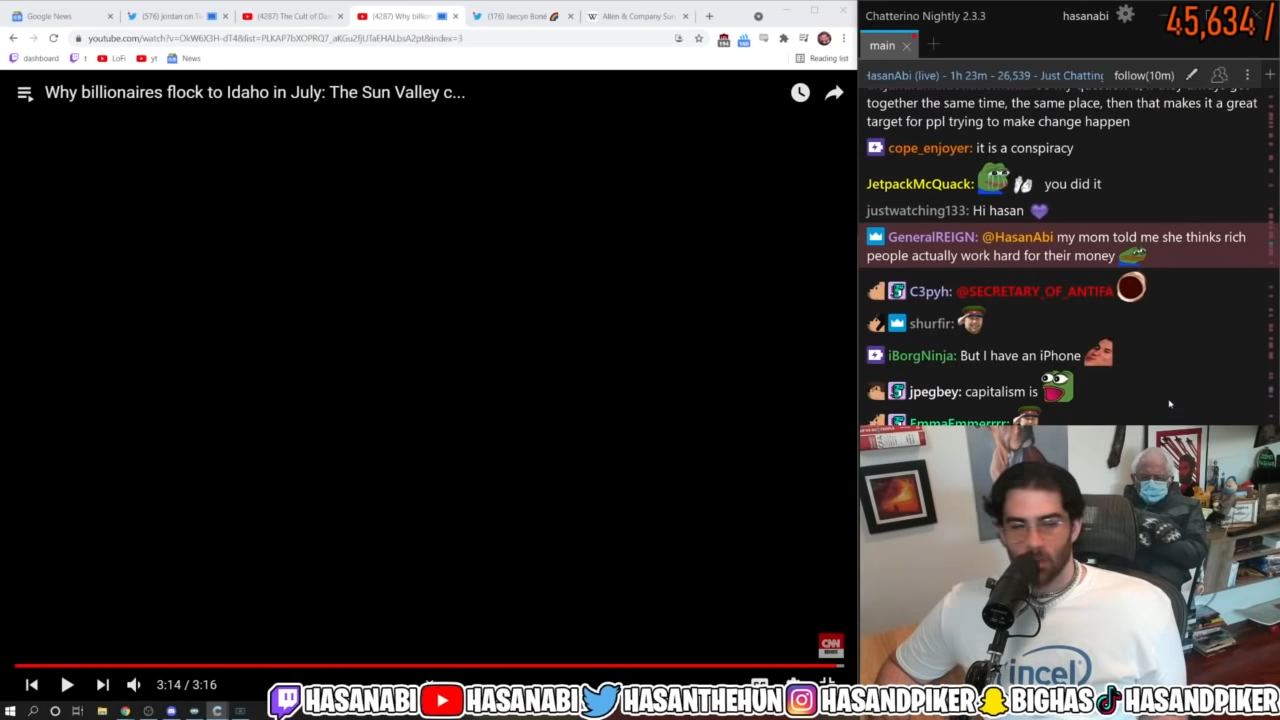 Google News
(576) jordan on Tw
(4287) The Cult of Da
(4287) Why billion
(176) Jaecyn Boné
Allen & Company Sun
youtube.com/watch?v=OkW6X3H-dT4&list=PLKAP7bXOPRQ7_aKGu2fjUTaEHALbsA2pt&index=3
dashboard
t
LoFi
yt
News
Reading list
Why billionaires flock to Idaho in July: The Sun Valley c...
CNN
3:14 / 3:16
Chatterino Nightly 2.3.3
hasanabi
45,634 /
main
HasanAbi (live) - 1h 23m - 26,539 - Just Chatting
follow(10m)
together the same time, the same place, then that makes it a great
target for ppl trying to make change happen
cope_enjoyer: it is a conspiracy
JetpackMcQuack: you did it
justwatching133: Hi hasan
GeneralREIGN: @HasanAbi my mom told me she thinks rich
people actually work hard for their money
C3pyh: @SECRETARY_OF_ANTIFA
shurfir:
iBorgNinja: But I have an iPhone
jpegbey: capitalism is
EmmaEmmerrrr:
incel
HASANABI HASANABI HASANTHEHUN HASANDPIKER BIGHAS HASANDPIKER